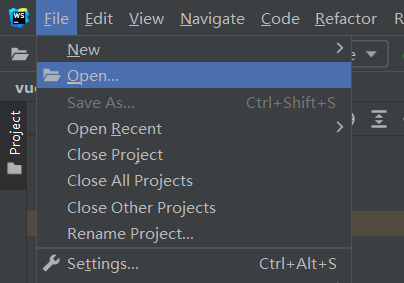 WS File Edit View Navigate Code Refactor
New
Open...
Save As... Ctrl+Shift+S
Open Recent
Close Project
Close All Projects
Close Other Projects
Rename Project...
Settings... Ctrl+Alt+S
Project